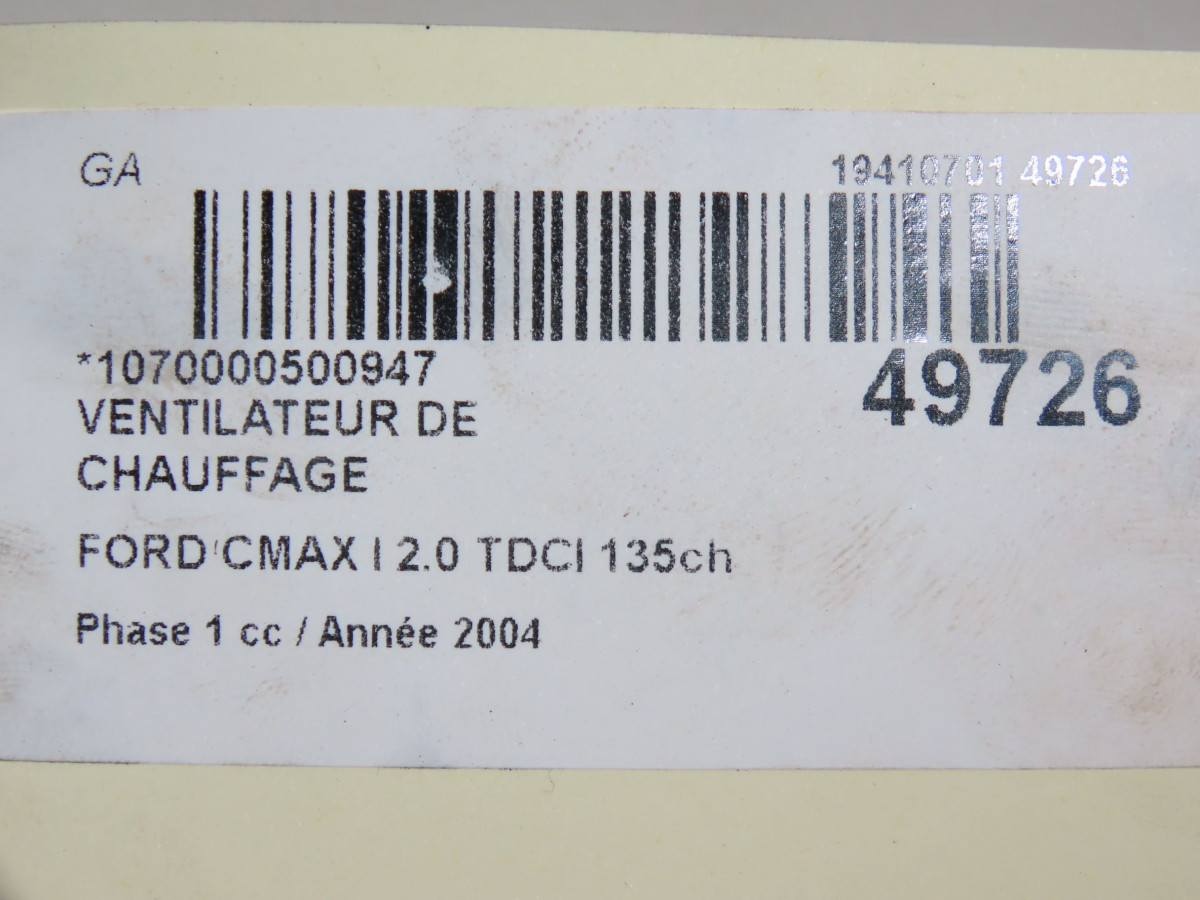 GA
19410701 49726
*1070000500947
49726
VENTILATEUR DE
CHAUFFAGE
FORD CMAX I 2.0 TDCI 135ch
Phase 1 cc / Année 2004